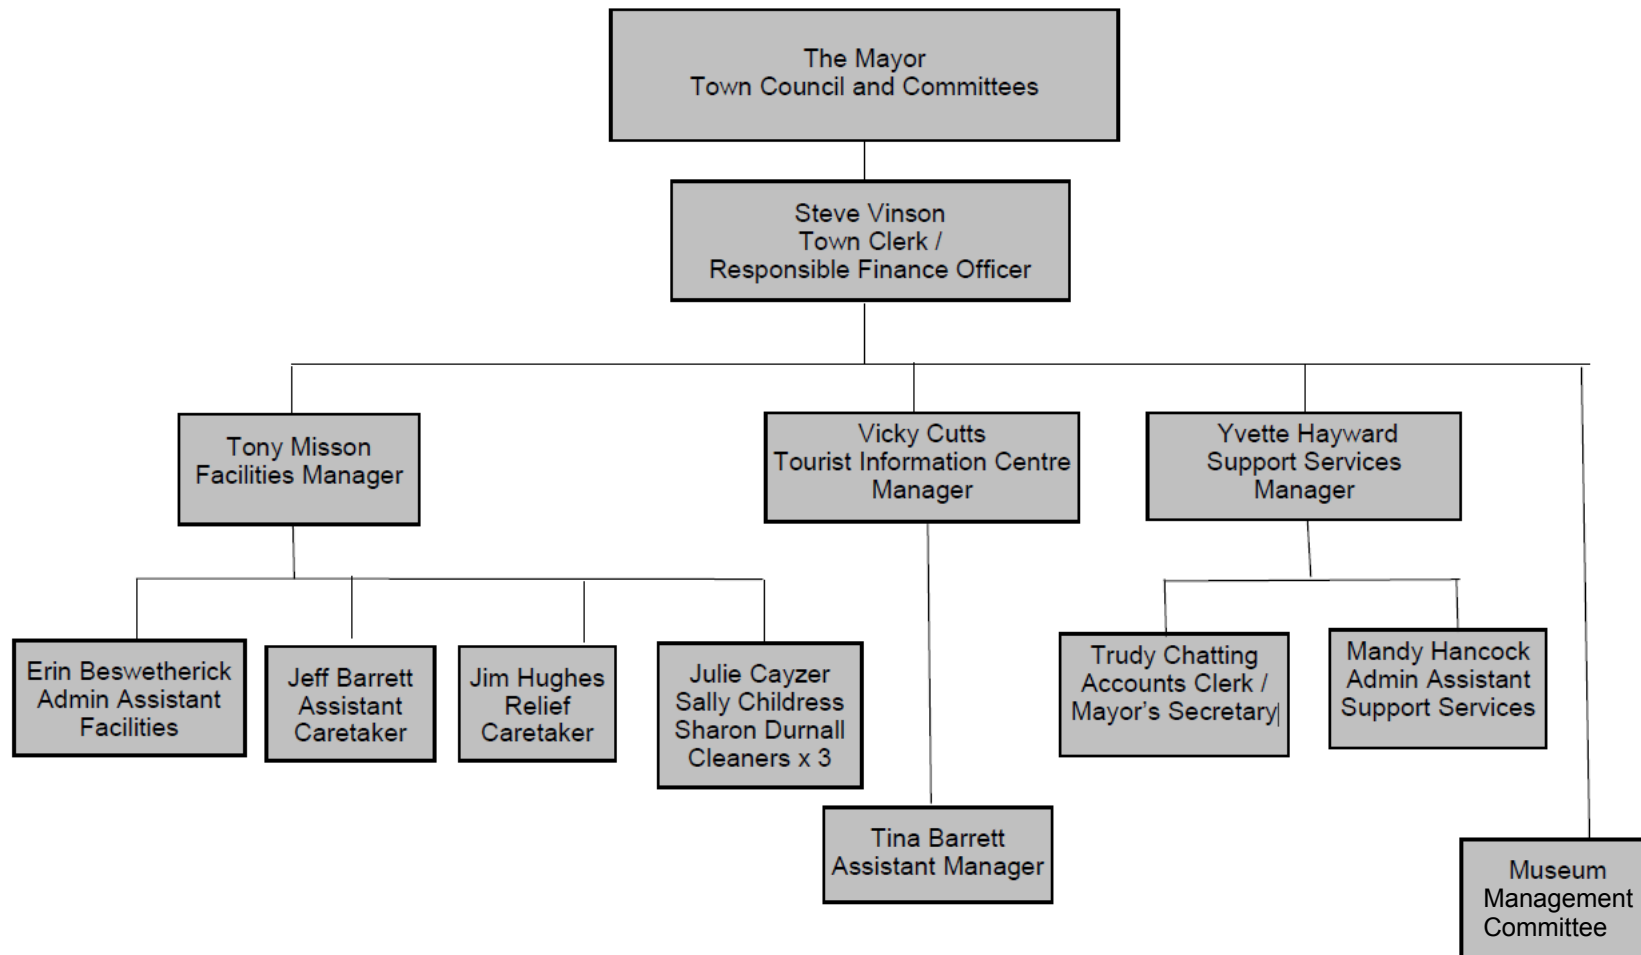 The Mayor
Town Council and Committees
Steve Vinson
Town Clerk /
Responsible Finance Officer
Tony Misson
Facilities Manager
Vicky Cutts
Tourist Information Centre
Manager
Yvette Hayward
Support Services
Manager
Erin Beswetherick
Admin Assistant
Facilities
Jeff Barrett
Assistant
Caretaker
Jim Hughes
Relief
Caretaker
Julie Cayzer
Sally Childress
Sharon Durnall
Cleaners x 3
Trudy Chatting
Accounts Clerk /
Mayor’s Secretary
Mandy Hancock
Admin Assistant
Support Services
Tina Barrett
Assistant Manager
Museum
Management
Committee